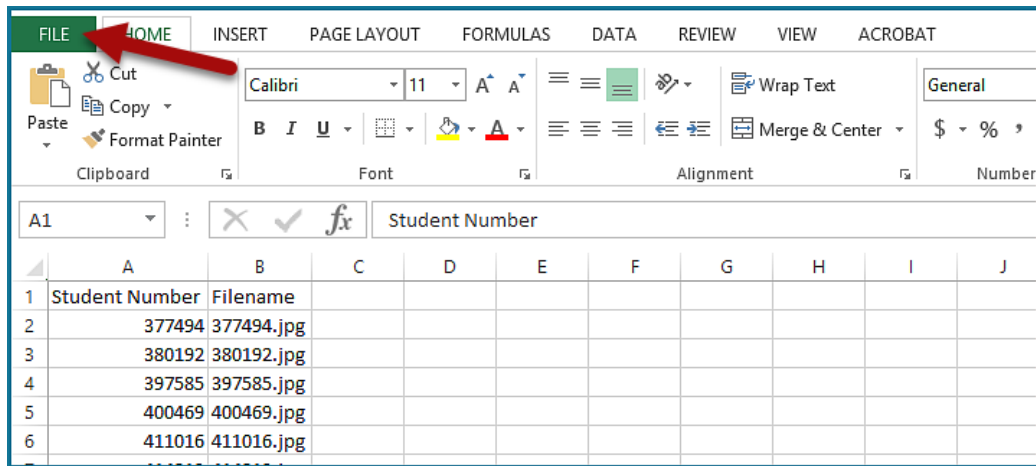 FILE HOME INSERT PAGE LAYOUT FORMULAS DATA REVIEW VIEW ACROBAT
Cut
Copy
Paste
Format Painter
Clipboard
Calibri 11 A A
B I U A
Font
Wrap Text
Merge & Center
Alignment
General
$ % ,
Number
A1 fx Student Number
A B C D E F G H I J
1 Student Number Filename
2 377494 377494.jpg
3 380192 380192.jpg
4 397585 397585.jpg
5 400469 400469.jpg
6 411016 411016.jpg